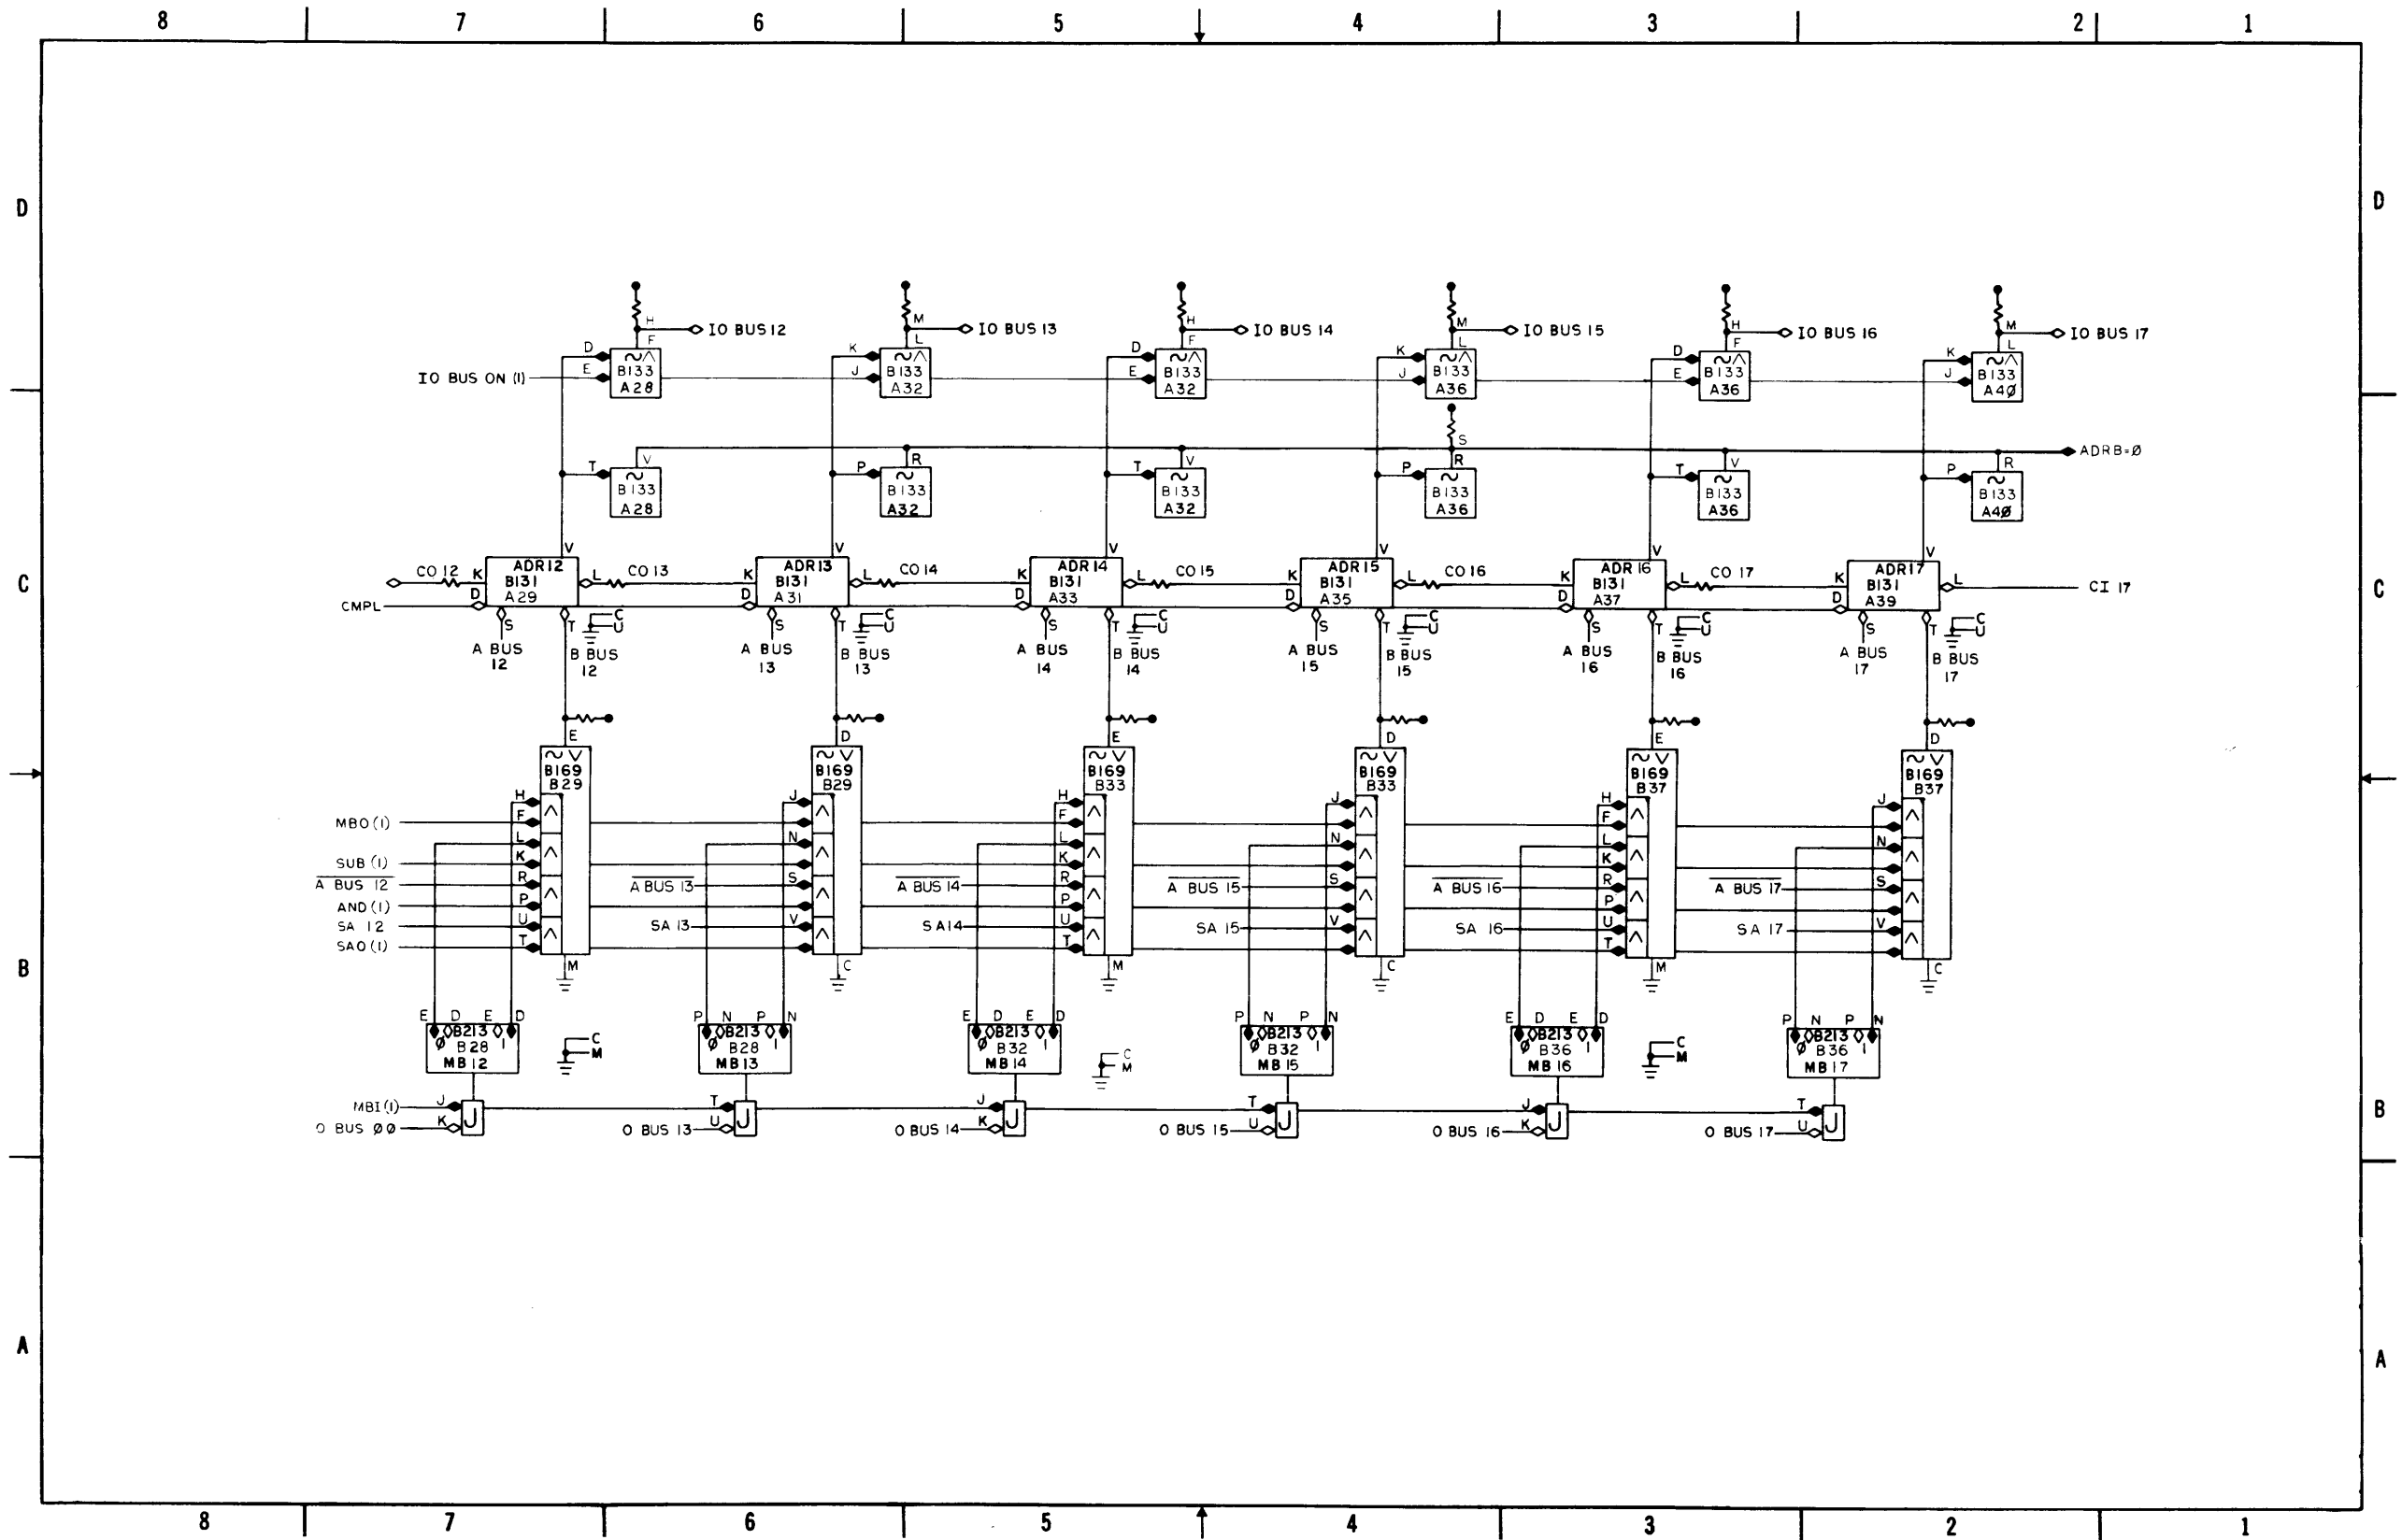 8 7 6 5 4 3 2 1
D D
H IO BUS 12 M IO BUS 13 H IO BUS 14 M IO BUS 15 H IO BUS 16 M IO BUS 17
F L F L F L
D K D K D K
IO BUS ON (1) E J E J E J
~^ ~^ ~^ ~^ ~^ ~^
B133 B133 B133 B133 B133 B133
A28 A32 A32 A36 A36 A4Ø
S
ADRB=Ø
V R V R V R
T P T P T P
~ ~ ~ ~ ~ ~
B133 B133 B133 B133 B133 B133
A28 A32 A32 A36 A36 A4Ø
V V V V V V
C C
CO 12 K ADR12 L CO 13 K ADR13 L CO 14 K ADR14 L CO 15 K ADR15 L CO 16 K ADR16 L CO 17 K ADR17 L CI 17
B131 B131 B131 B131 B131 B131
CMPL D A29 D A31 D A33 D A35 D A37 D A39
S T C U S T C U S T C U S T C U S T C U S T C U
A BUS 12 B BUS 12 A BUS 13 B BUS 13 A BUS 14 B BUS 14 A BUS 15 B BUS 15 A BUS 16 B BUS 16 A BUS 17 B BUS 17
E D E D E D
~V ~V ~V ~V ~V ~V
B169 B169 B169 B169 B169 B169
B29 B29 B33 B33 B37 B37
H J H J H J
MBO (1) F F F
L N L N L N
SUB (1) K K K
A BUS 12 R A BUS 13 S A BUS 14 R A BUS 15 S A BUS 16 R A BUS 17 S
AND (1) P P P
SA 12 U SA 13 V SA14 U SA 15 V SA 16 U SA 17 V
SAO (1) T T T
^ ^ ^ ^ ^ ^
^ ^ ^ ^ ^ ^
^ ^ ^ ^ ^ ^
^ ^ ^ ^ ^ ^
B B
M C M C M C
E D E D P N P N E D E D P N P N E D E D P N P N
B213 B213 B213 B213 B213 B213
Ø B28 1 Ø B28 1 Ø B32 1 Ø B32 1 Ø B36 1 Ø B36 1
MB 12 MB 13 MB 14 MB 15 MB 16 MB 17
C M C M C M
MBI (1) J J T J J J T J J J T J
O BUS ØØ K O BUS 13 U O BUS 14 K O BUS 15 U O BUS 16 K O BUS 17 U
B
A A
8 7 6 5 4 3 2 1